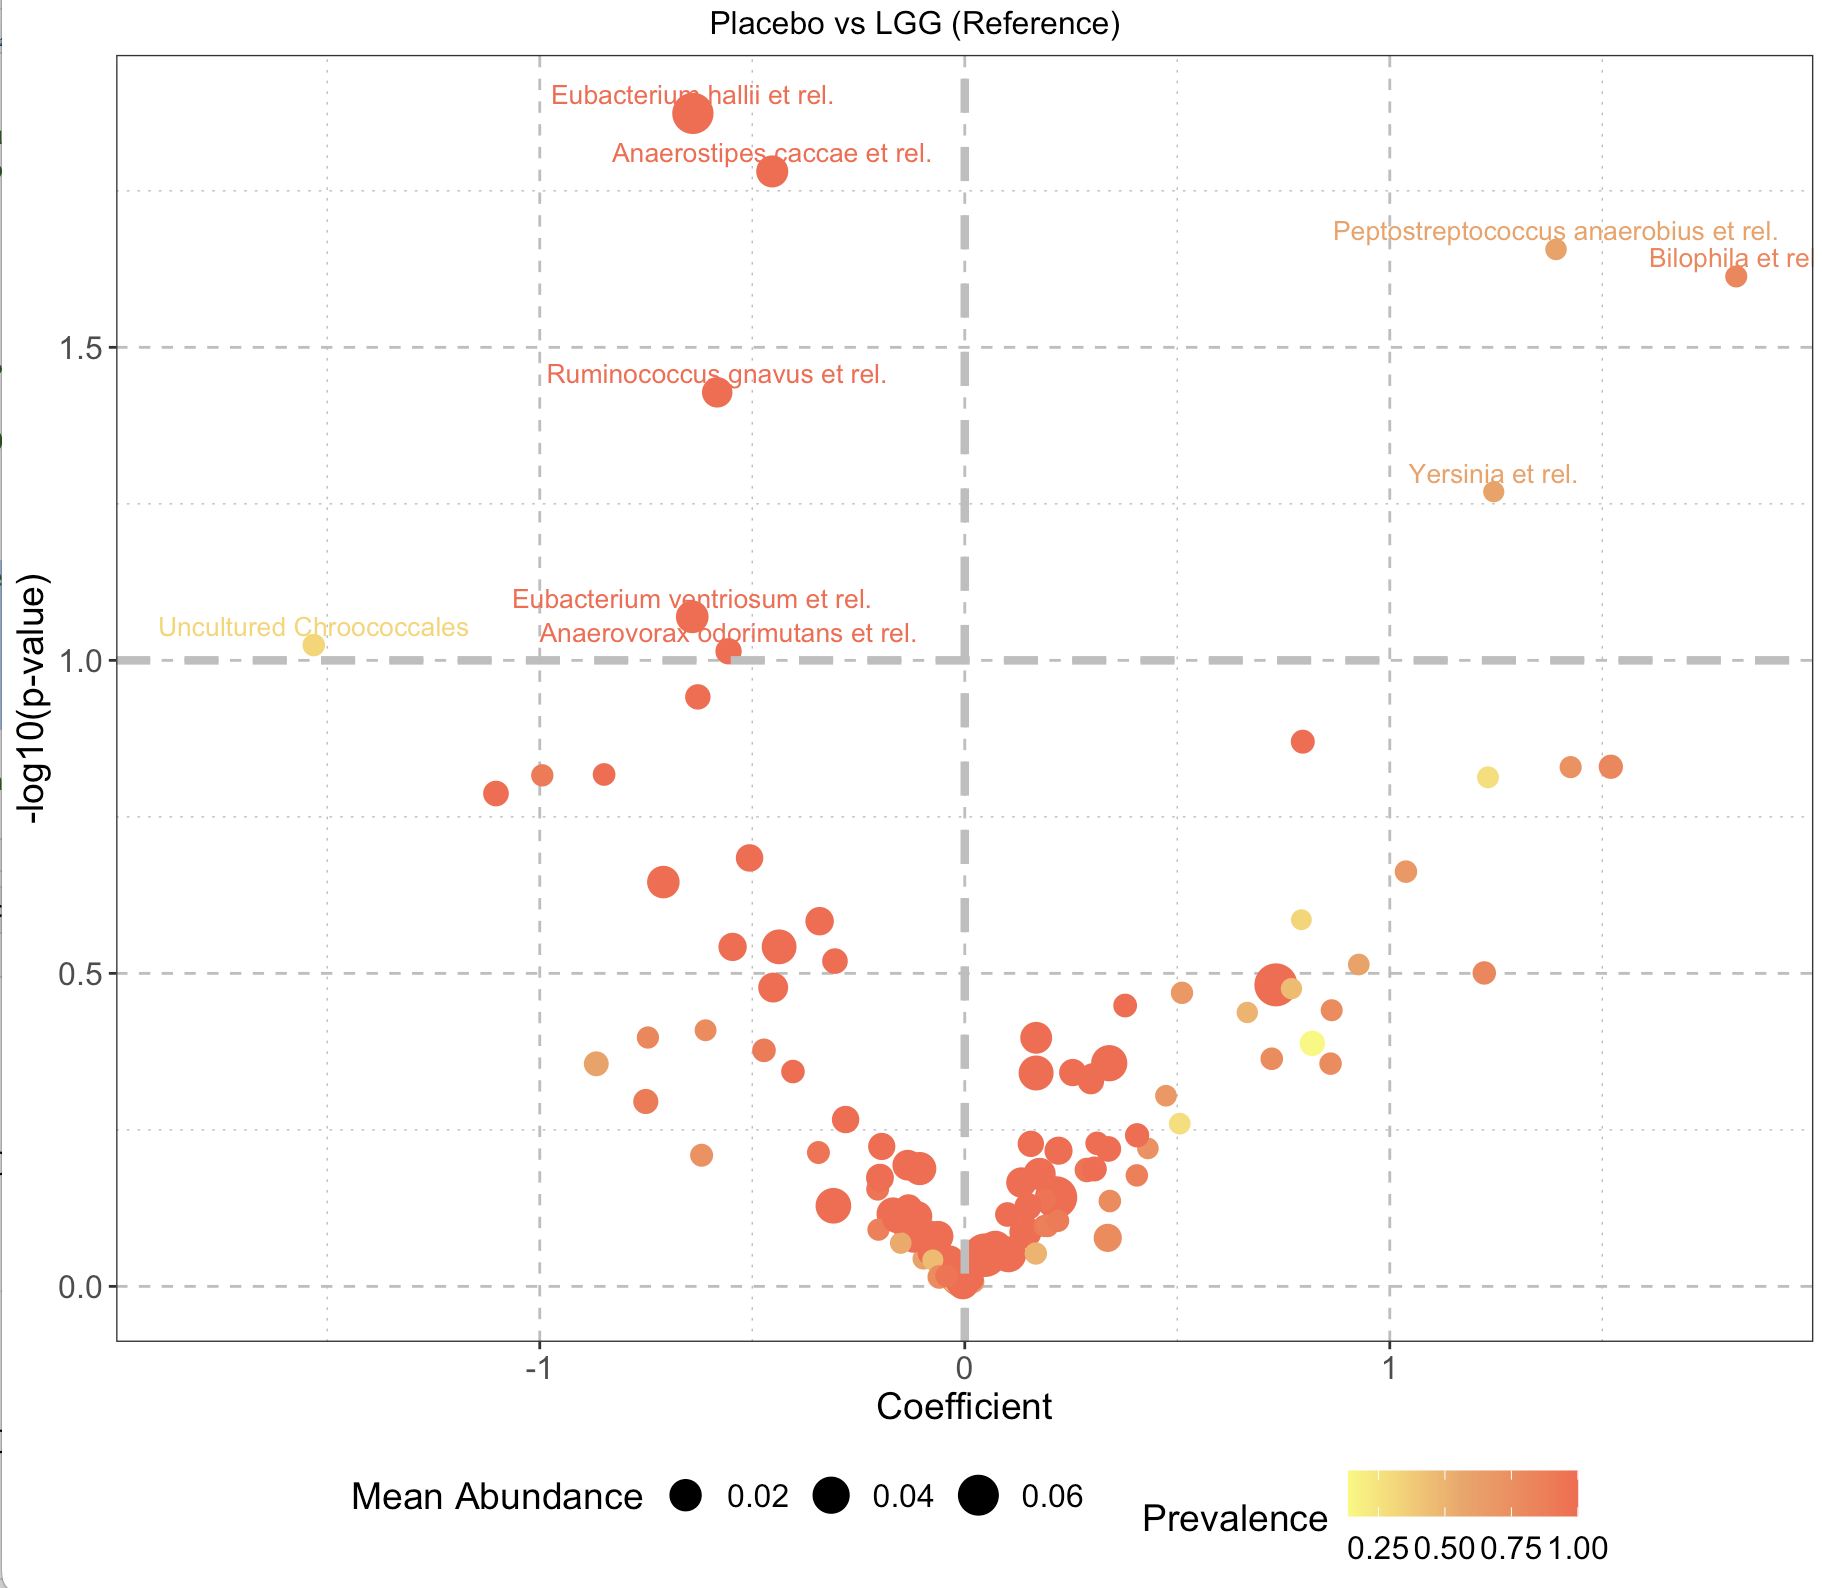 Placebo vs LGG (Reference)
Eubacterium hallii et rel.
Anaerostipes caccae et rel.
Peptostreptococcus anaerobius et rel.
Bilophila et re
1.5
Ruminococcus gnavus et rel.
Yersinia et rel.
Eubacterium ventriosum et rel.
Uncultured Chroococcales
Anaerovorax odorimutans et rel.
1.0
-log10(p-value)
0.5
0.0
-1 0 1
Coefficient
Mean Abundance 0.02 0.04 0.06
Prevalence
0.25 0.50 0.75 1.00